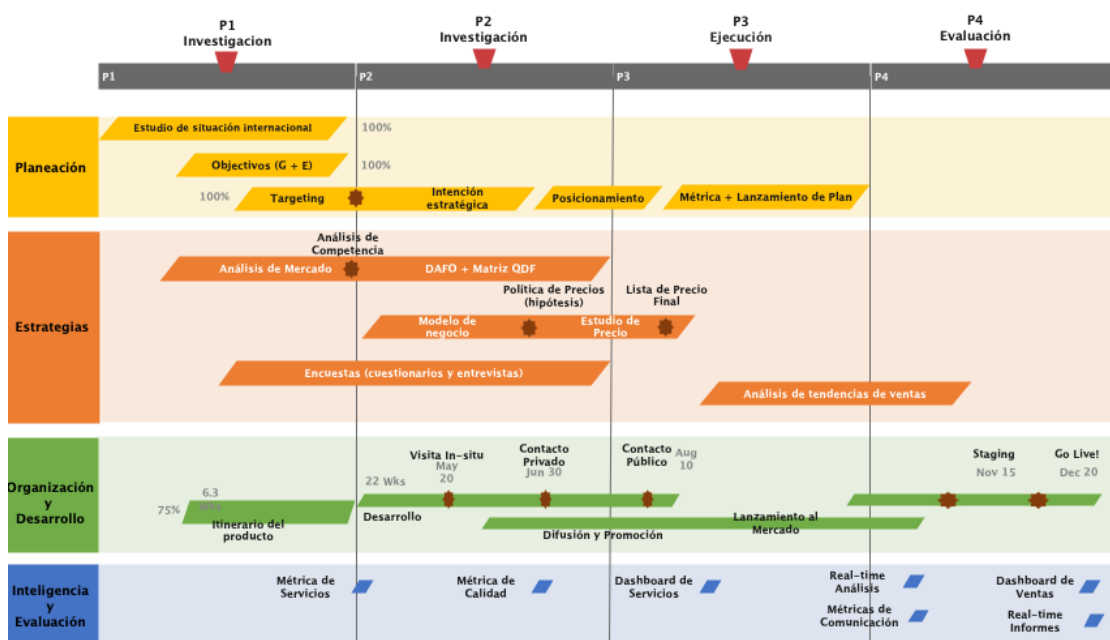 P1
Investigacion
P2
Investigación
P3
Ejecución
P4
Evaluación
P1
P2
P3
P4
Planeación
Estudio de situación internacional
100%
Objectivos (G + E)
100%
100%
Targeting
Intención
estratégica
Posicionamiento
Métrica + Lanzamiento de Plan
Estrategias
Análisis de
Competencia
Análisis de Mercado
DAFO + Matriz QDF
Política de Precios
(hipótesis)
Lista de Precio
Final
Modelo de
negocio
Estudio de
Precio
Encuestas (cuestionarios y entrevistas)
Análisis de tendencias de ventas
Organización
y
Desarrollo
75%
6.3
Wks
Itinerario del
producto
22 Wks
Desarrollo
Visita In-situ
May
20
Contacto
Privado
Jun 30
Contacto
Público
Aug
10
Difusión y Promoción
Lanzamiento al
Mercado
Staging
Nov 15
Go Live!
Dec 20
Inteligencia
y
Evaluación
Métrica de
Servicios
Métrica de
Calidad
Dashboard de
Servicios
Real-time
Análisis
Métricas de
Comunicación
Dashboard de
Ventas
Real-time
Informes